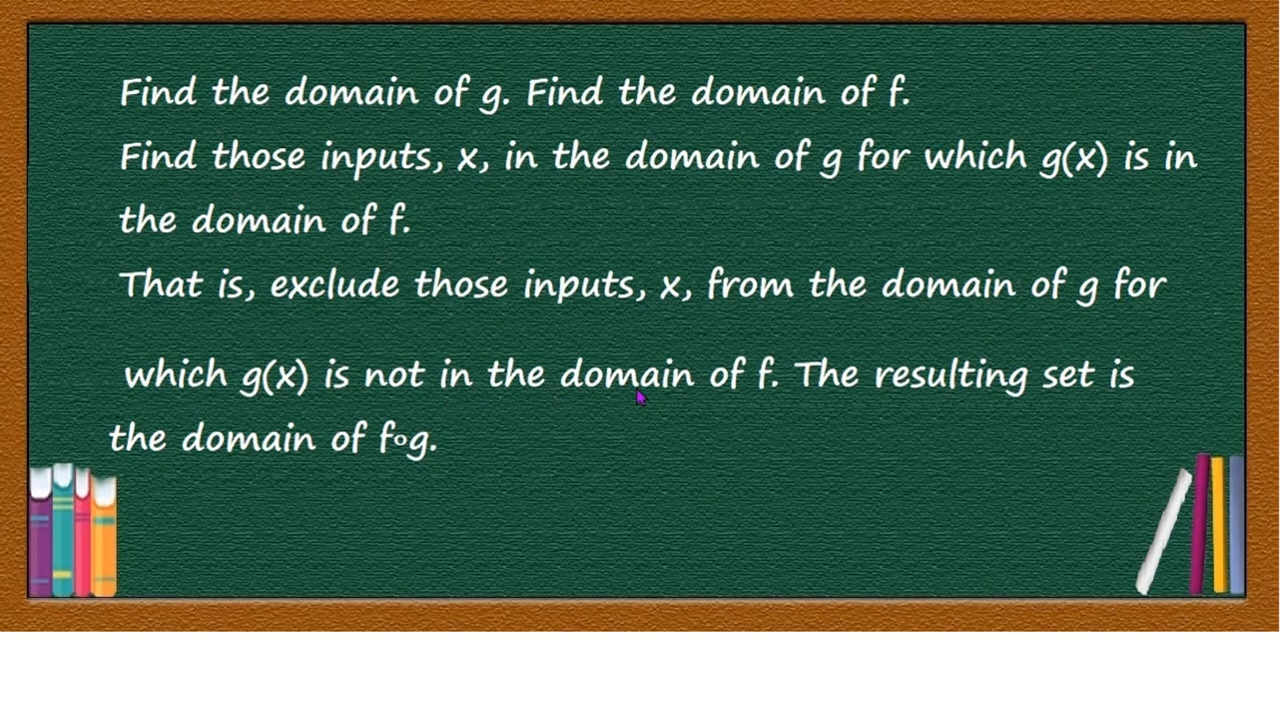 Find the domain of g. Find the domain of f.
Find those inputs, x, in the domain of g for which g(x) is in
the domain of f.
That is, exclude those inputs, x, from the domain of g for
which g(x) is not in the domain of f. The resulting set is
the domain of f∘g.